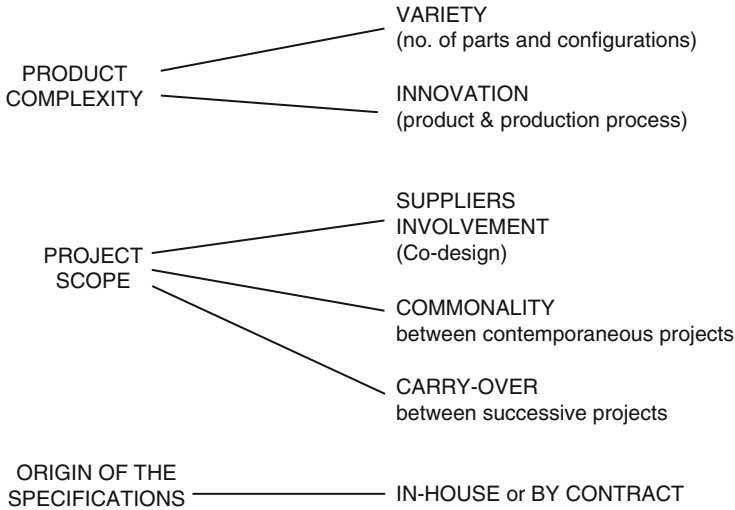 PRODUCT
COMPLEXITY
VARIETY
(no. of parts and configurations)
INNOVATION
(product & production process)
PROJECT
SCOPE
SUPPLIERS
INVOLVEMENT
(Co-design)
COMMONALITY
between contemporaneous projects
CARRY-OVER
between successive projects
ORIGIN OF THE
SPECIFICATIONS
IN-HOUSE or BY CONTRACT